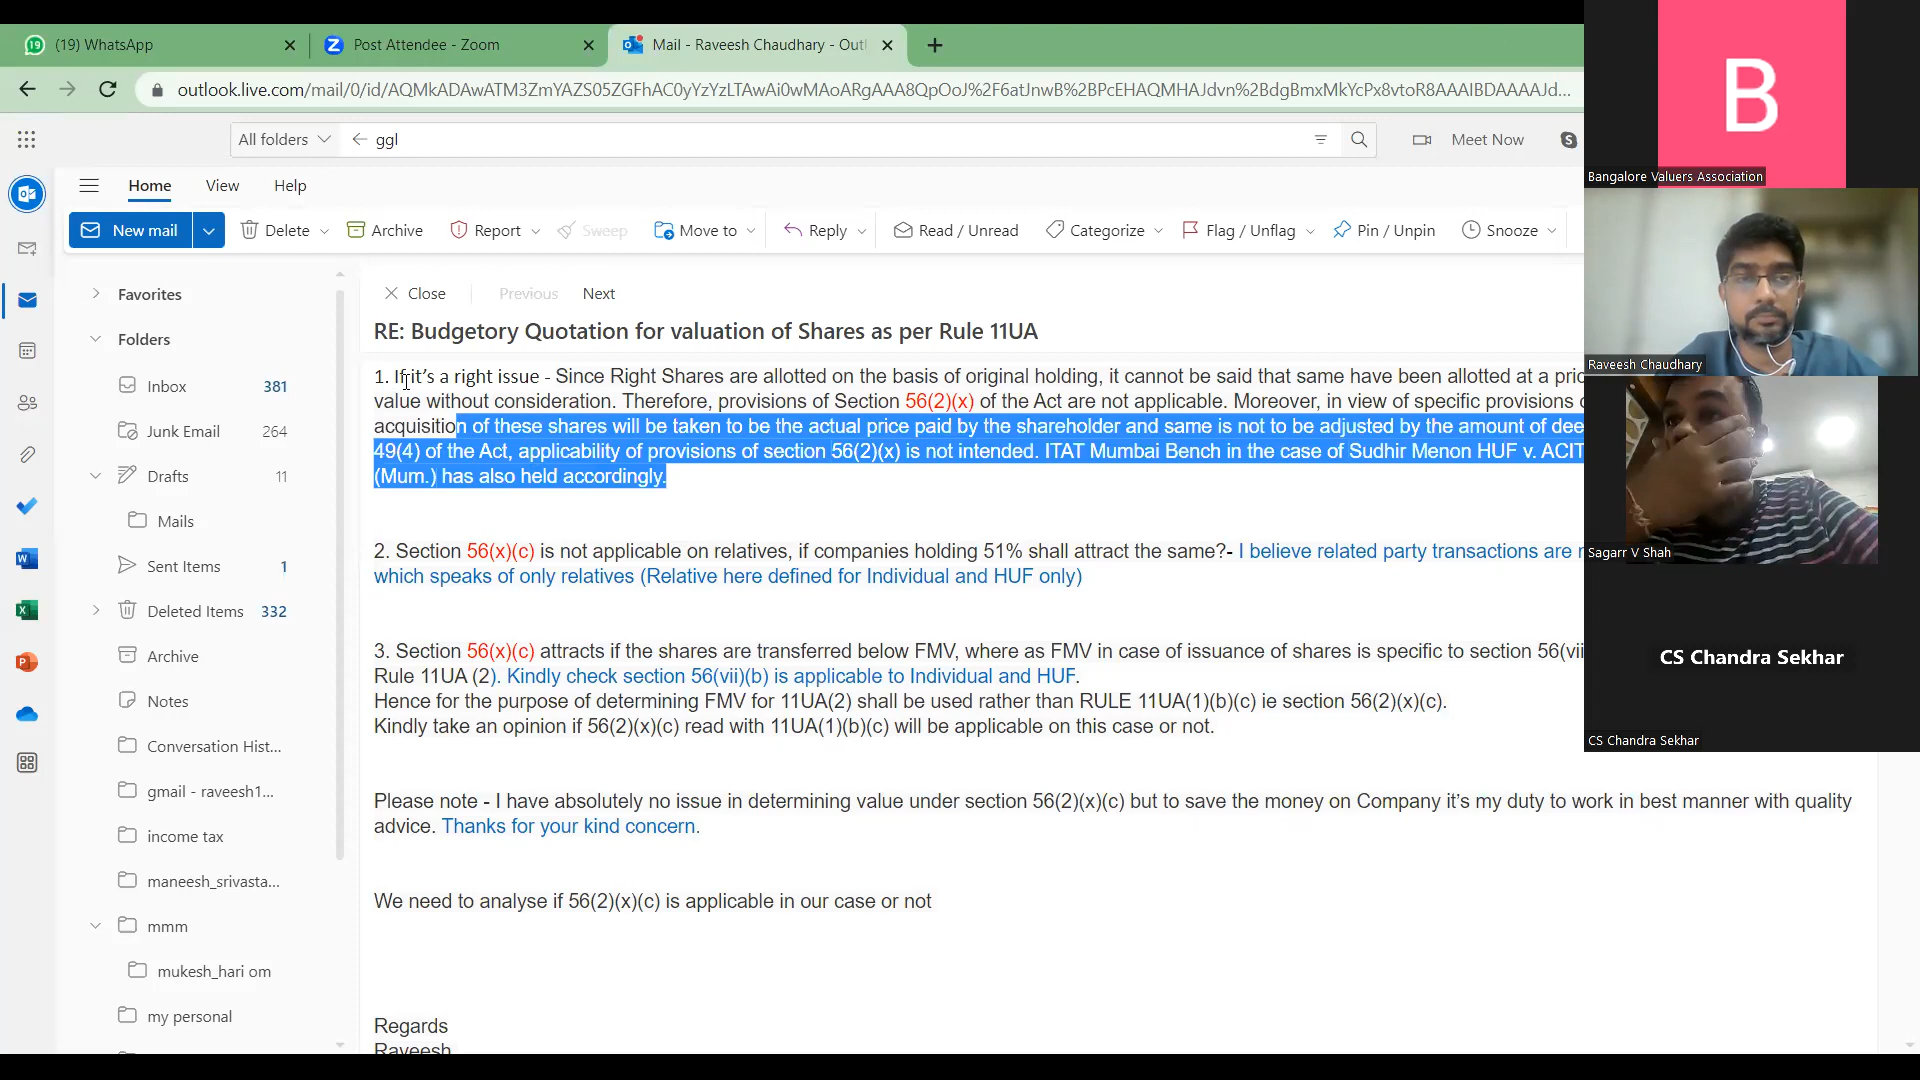 (19) WhatsApp
Post Attendee - Zoom
Mail - Raveesh Chaudhary - Outl
outlook.live.com/mail/0/id/AQMkADAwATM3ZmYAZS05ZGFhAC0yYzYzLTAwAi0wMAoARgAAA8QpOoJ%2F6atJnwB%2BPcEHAQMHAJdvn%2BdgBmxMkYcPx8vtoR8AAAIBDAAAAJd...
All folders
ggl
Meet Now
Home View Help
New mail Delete Archive Report Sweep Move to Reply Read / Unread Categorize Flag / Unflag Pin / Unpin Snooze
Favorites
Folders
Inbox 381
Junk Email 264
Drafts 11
Mails
Sent Items 1
Deleted Items 332
Archive
Notes
Conversation Hist...
gmail - raveesh1...
income tax
maneesh_srivasta...
mmm
mukesh_hari om
my personal
Close Previous Next
RE: Budgetory Quotation for valuation of Shares as per Rule 11UA
1. If it's a right issue - Since Right Shares are allotted on the basis of original holding, it cannot be said that same have been allotted at a pric
value without consideration. Therefore, provisions of Section 56(2)(x) of the Act are not applicable. Moreover, in view of specific provisions
acquisition of these shares will be taken to be the actual price paid by the shareholder and same is not to be adjusted by the amount of dee
49(4) of the Act, applicability of provisions of section 56(2)(x) is not intended. ITAT Mumbai Bench in the case of Sudhir Menon HUF v. ACIT
(Mum.) has also held accordingly.
2. Section 56(x)(c) is not applicable on relatives, if companies holding 51% shall attract the same?- I believe related party transactions are
which speaks of only relatives (Relative here defined for Individual and HUF only)
3. Section 56(x)(c) attracts if the shares are transferred below FMV, where as FMV in case of issuance of shares is specific to section 56(vii
Rule 11UA (2). Kindly check section 56(vii)(b) is applicable to Individual and HUF.
Hence for the purpose of determining FMV for 11UA(2) shall be used rather than RULE 11UA(1)(b)(c) ie section 56(2)(x)(c).
Kindly take an opinion if 56(2)(x)(c) read with 11UA(1)(b)(c) will be applicable on this case or not.
Please note - I have absolutely no issue in determining value under section 56(2)(x)(c) but to save the money on Company it's my duty to work in best manner with quality
advice. Thanks for your kind concern.
We need to analyse if 56(2)(x)(c) is applicable in our case or not
Regards
Raveesh
B
Bangalore Valuers Association
Raveesh Chaudhary
Sagarr V Shah
CS Chandra Sekhar
CS Chandra Sekhar